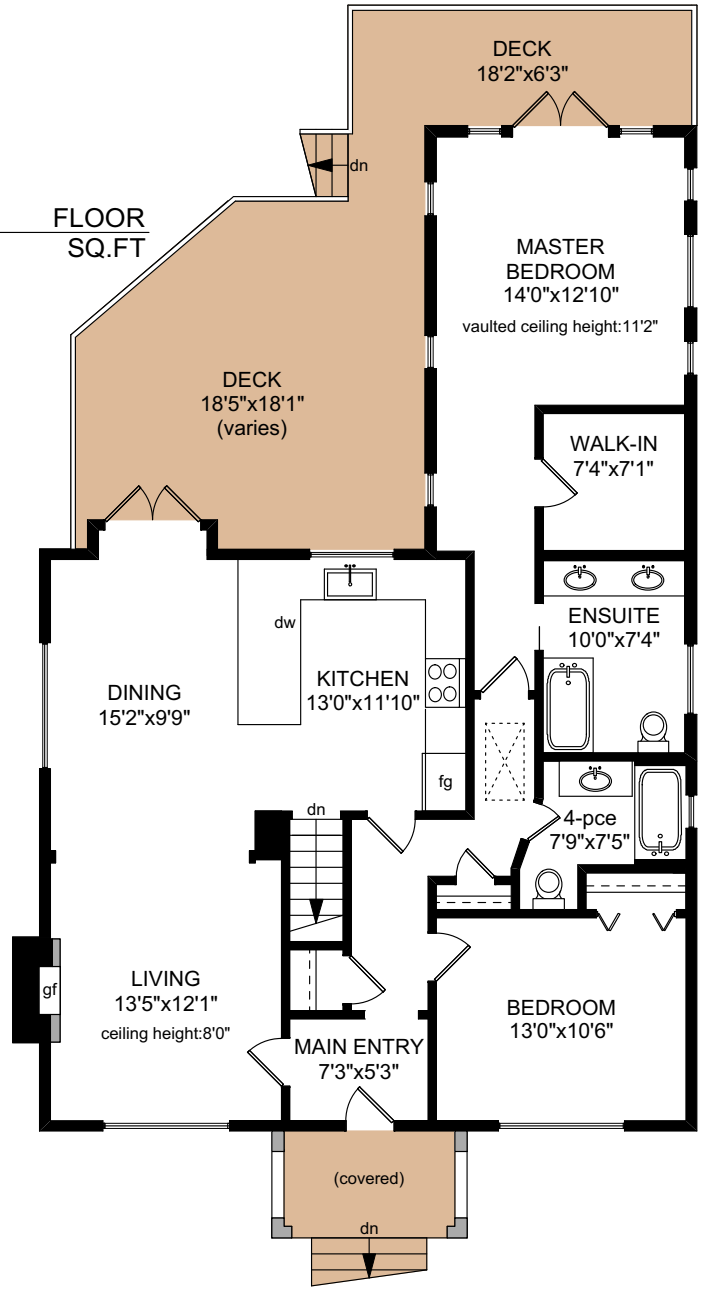 DECK
18'2"x6'3"
dn
FLOOR
SQ.FT
MASTER
BEDROOM
14'0"x12'10"
vaulted ceiling height:11'2"
DECK
18'5"x18'1"
(varies)
WALK-IN
7'4"x7'1"
ENSUITE
10'0"x7'4"
dw
KITCHEN
13'0"x11'10"
DINING
15'2"x9'9"
fg
dn
4-pce
7'9"x7'5"
gf
LIVING
13'5"x12'1"
ceiling height:8'0"
BEDROOM
13'0"x10'6"
MAIN ENTRY
7'3"x5'3"
(covered)
dn